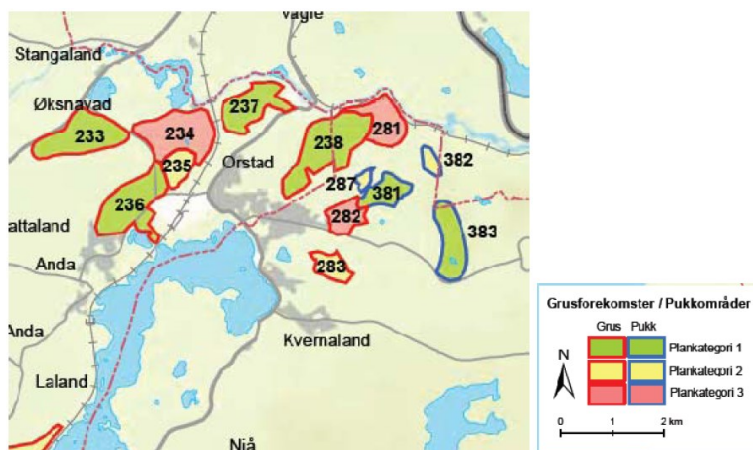 Vagle
Stangaland
Øksnavad
237
233
234
281
238
382
235
Orstad
287
381
236
282
383
attaland
283
Anda
Anda
Kvernaland
Laland
Njå
Grusforekomster / Pukkområder
Grus Pukk
Plankategori 1
Plankategori 2
Plankategori 3
N
0 1 2 km